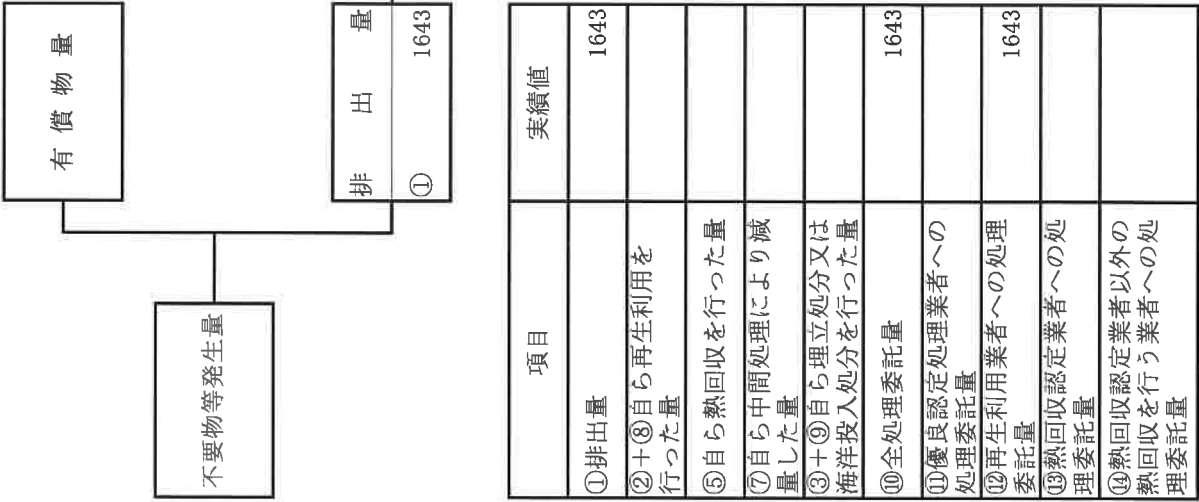 有償物量
不要物等発生量
排出量
① 1643
項目 実績値
①排出量 1643
②+⑧自ら再生利用を
行った量
⑤自ら熱回収を行った量
⑦自ら中間処理により減
量した量
③+⑨自ら埋立処分又は
海洋投入処分を行った量
⑩全処理委託量 1643
⑪優良認定処理業者への
処理委託量
⑫再生利用業者への処理
委託量 1643
⑬熱回収認定業者への処
理委託量
⑭熱回収認定業者以外の
熱回収を行う業者への処
理委託量